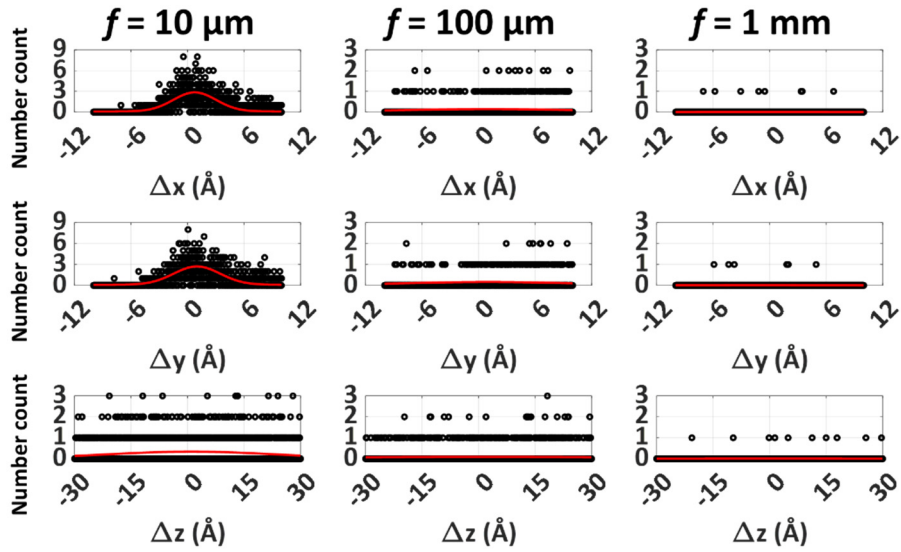 f = 10 µm f = 100 µm f = 1 mm
Number count 9 6 3 0 3 2 1 0 3 2 1 0
-12 -6 0 6 12 -12 -6 0 6 12 -12 -6 0 6 12
Δx (Å) Δx (Å) Δx (Å)
Number count 9 6 3 0 3 2 1 0 3 2 1 0
-12 -6 0 6 12 -12 -6 0 6 12 -12 -6 0 6 12
Δy (Å) Δy (Å) Δy (Å)
Number count 3 2 1 0 3 2 1 0 3 2 1 0
-30 -15 0 15 30 -30 -15 0 15 30 -30 -15 0 15 30
Δz (Å) Δz (Å) Δz (Å)